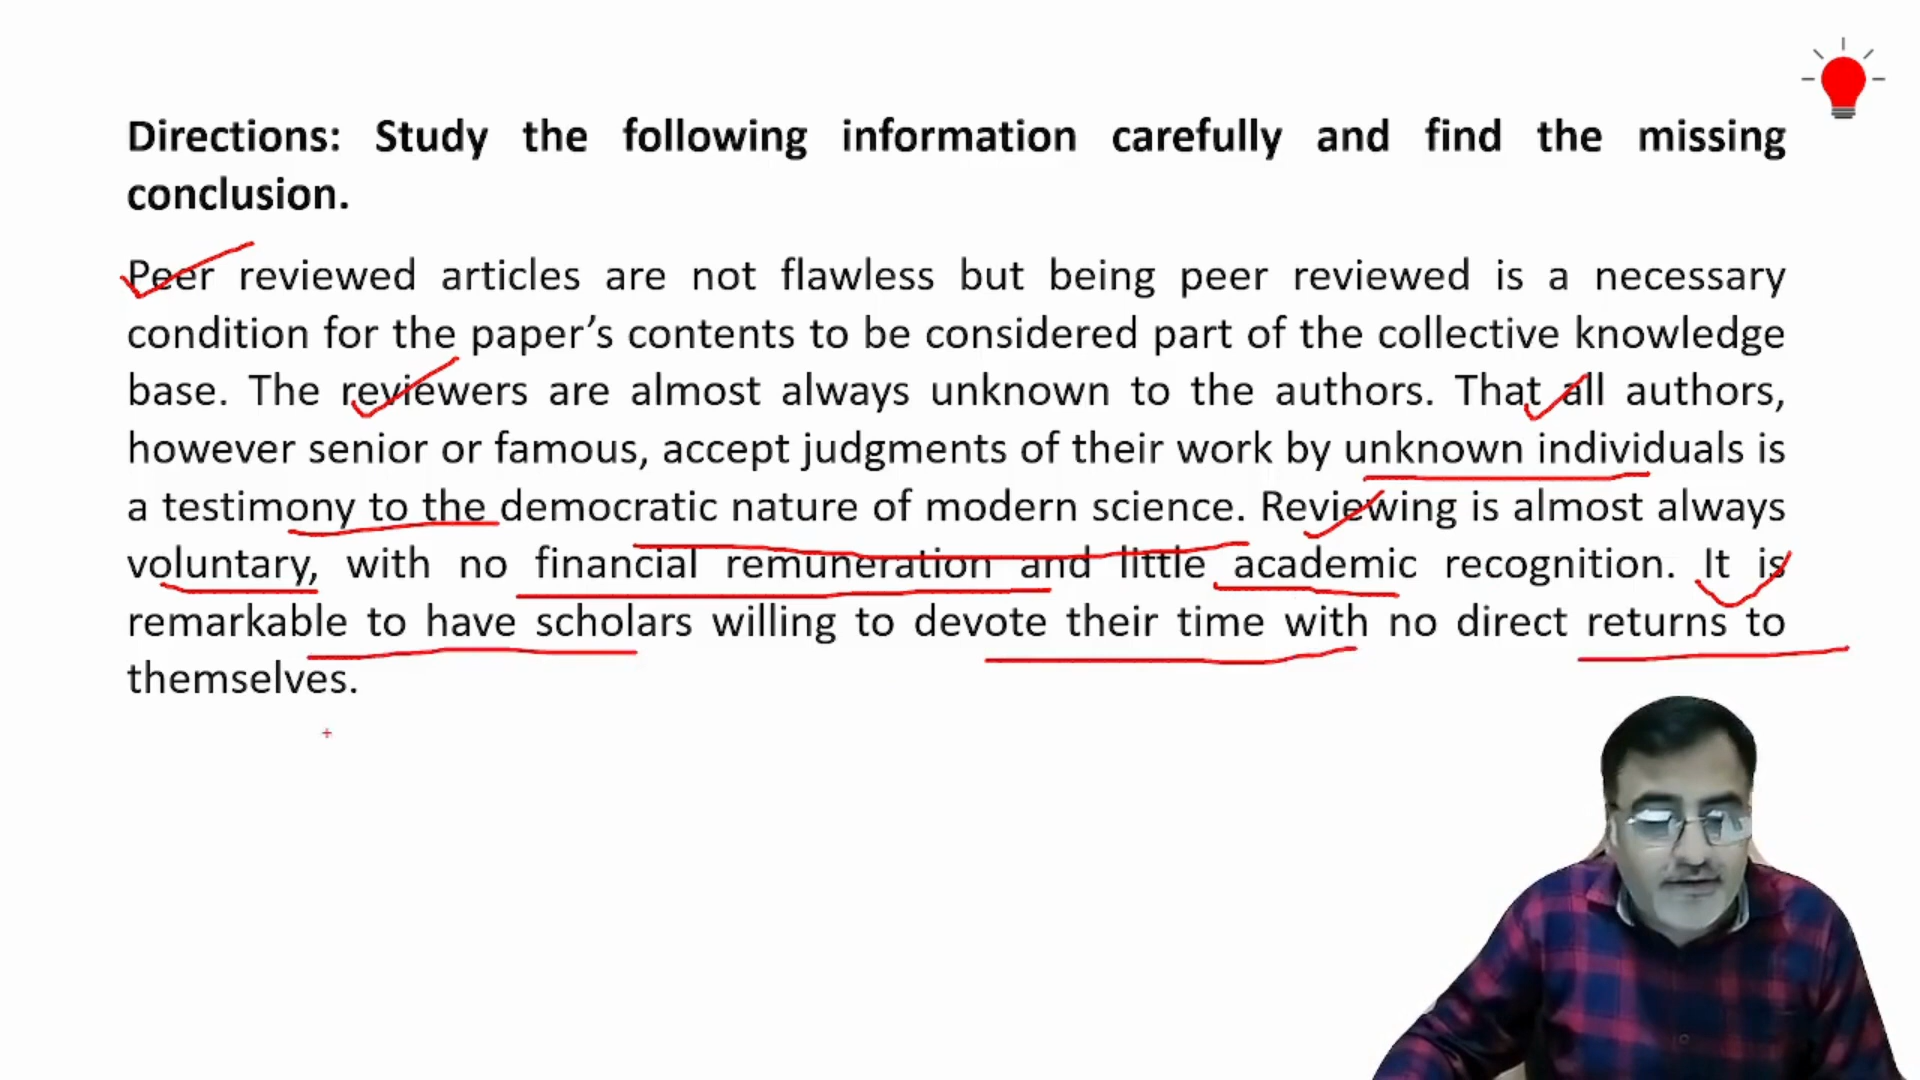 Directions: Study the following information carefully and find the missing
conclusion.
Peer reviewed articles are not flawless but being peer reviewed is a necessary
condition for the paper’s contents to be considered part of the collective knowledge
base. The reviewers are almost always unknown to the authors. That all authors,
however senior or famous, accept judgments of their work by unknown individuals is
a testimony to the democratic nature of modern science. Reviewing is almost always
voluntary, with no financial remuneration and little academic recognition. It is
remarkable to have scholars willing to devote their time with no direct returns to
themselves.